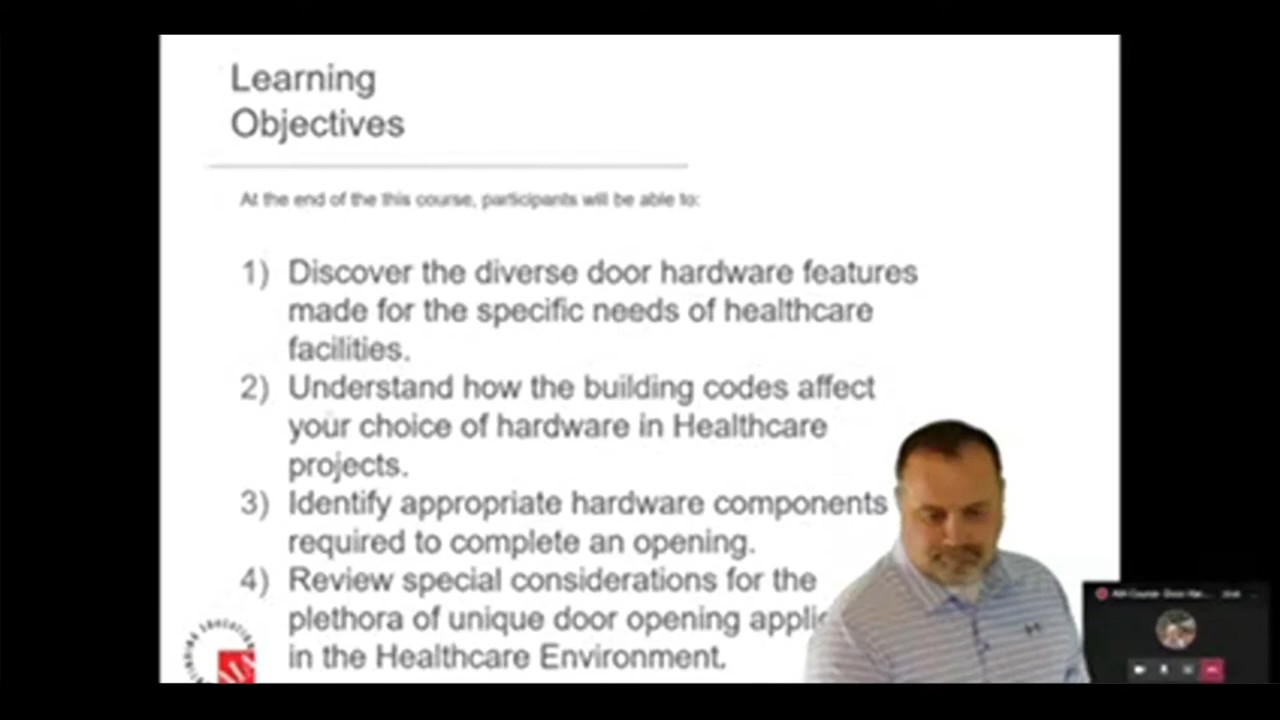 Learning
Objectives
At the end of the this course, participants will be able to:
1) Discover the diverse door hardware features
made for the specific needs of healthcare
facilities.
2) Understand how the building codes affect
your choice of hardware in Healthcare
projects.
3) Identify appropriate hardware components
required to complete an opening.
4) Review special considerations for the
plethora of unique door opening applic
in the Healthcare Environment.
EDUCATION